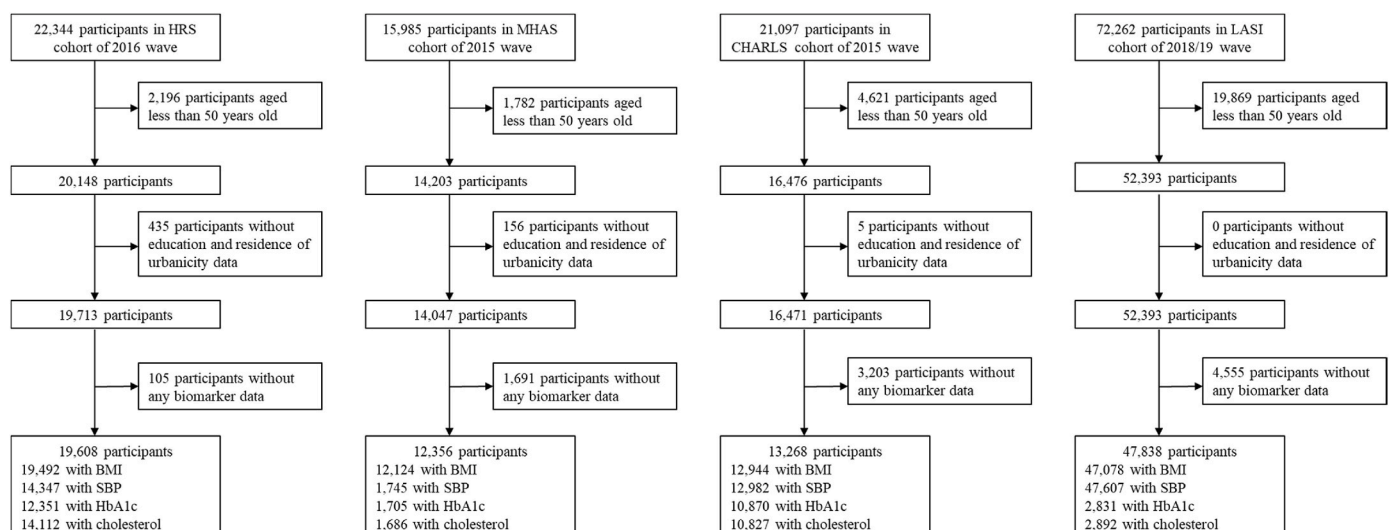 22,344 participants in HRS
cohort of 2016 wave
2,196 participants aged
less than 50 years old
20,148 participants
435 participants without
education and residence of
urbanicity data
19,713 participants
105 participants without
any biomarker data
19,608 participants
19,492 with BMI
14,347 with SBP
12,351 with HbA1c
14,112 with cholesterol
15,985 participants in MHAS
cohort of 2015 wave
1,782 participants aged
less than 50 years old
14,203 participants
156 participants without
education and residence of
urbanicity data
14,047 participants
1,691 participants without
any biomarker data
12,356 participants
12,124 with BMI
1,745 with SBP
1,705 with HbA1c
1,686 with cholesterol
21,097 participants in
CHARLS cohort of 2015 wave
4,621 participants aged
less than 50 years old
16,476 participants
5 participants without
education and residence of
urbanicity data
16,471 participants
3,203 participants without
any biomarker data
13,268 participants
12,944 with BMI
12,982 with SBP
10,870 with HbA1c
10,827 with cholesterol
72,262 participants in LASI
cohort of 2018/19 wave
19,869 participants aged
less than 50 years old
52,393 participants
0 participants without
education and residence of
urbanicity data
52,393 participants
4,555 participants without
any biomarker data
47,838 participants
47,078 with BMI
47,607 with SBP
2,831 with HbA1c
2,892 with cholesterol